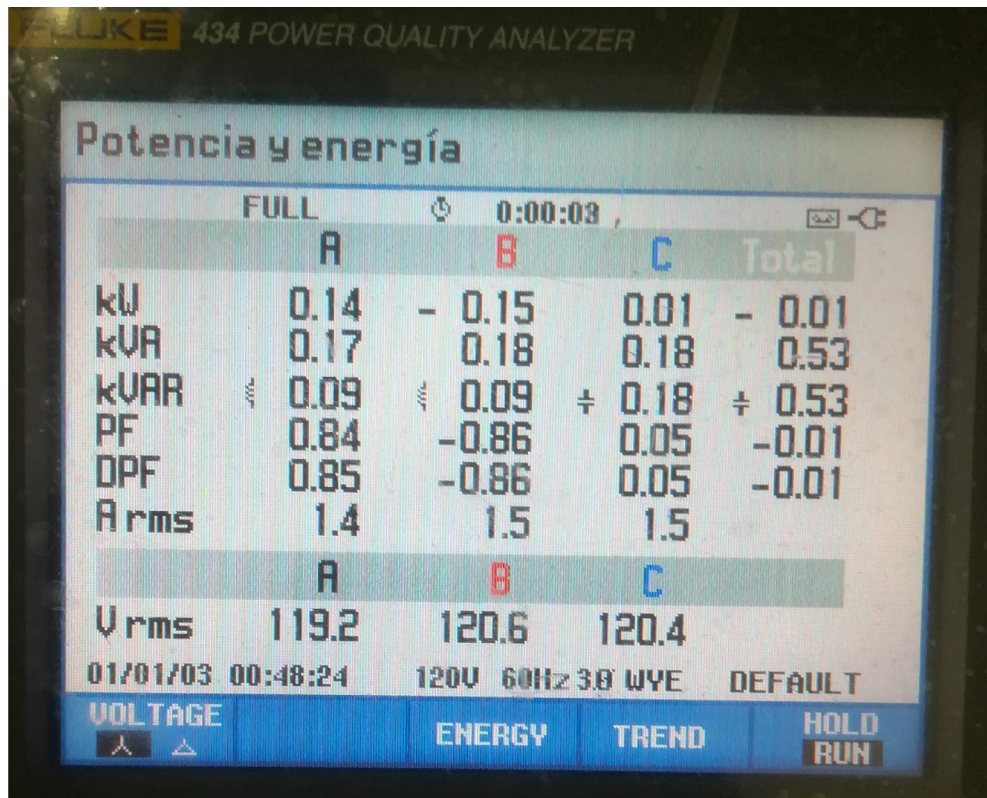 FLUKE 434 POWER QUALITY ANALYZER
Potencia y energía
FULL 0:00:03
A B C Total
kW 0.14 - 0.15 0.01 - 0.01
kVA 0.17 0.18 0.18 0.53
kVAR 0.09 0.09 0.18 0.53
PF 0.84 -0.86 0.05 -0.01
DPF 0.85 -0.86 0.05 -0.01
A rms 1.4 1.5 1.5
A B C
V rms 119.2 120.6 120.4
01/01/03 00:48:24 120V 60Hz 3Ø WYE DEFAULT
VOLTAGE ENERGY TREND HOLD
RUN